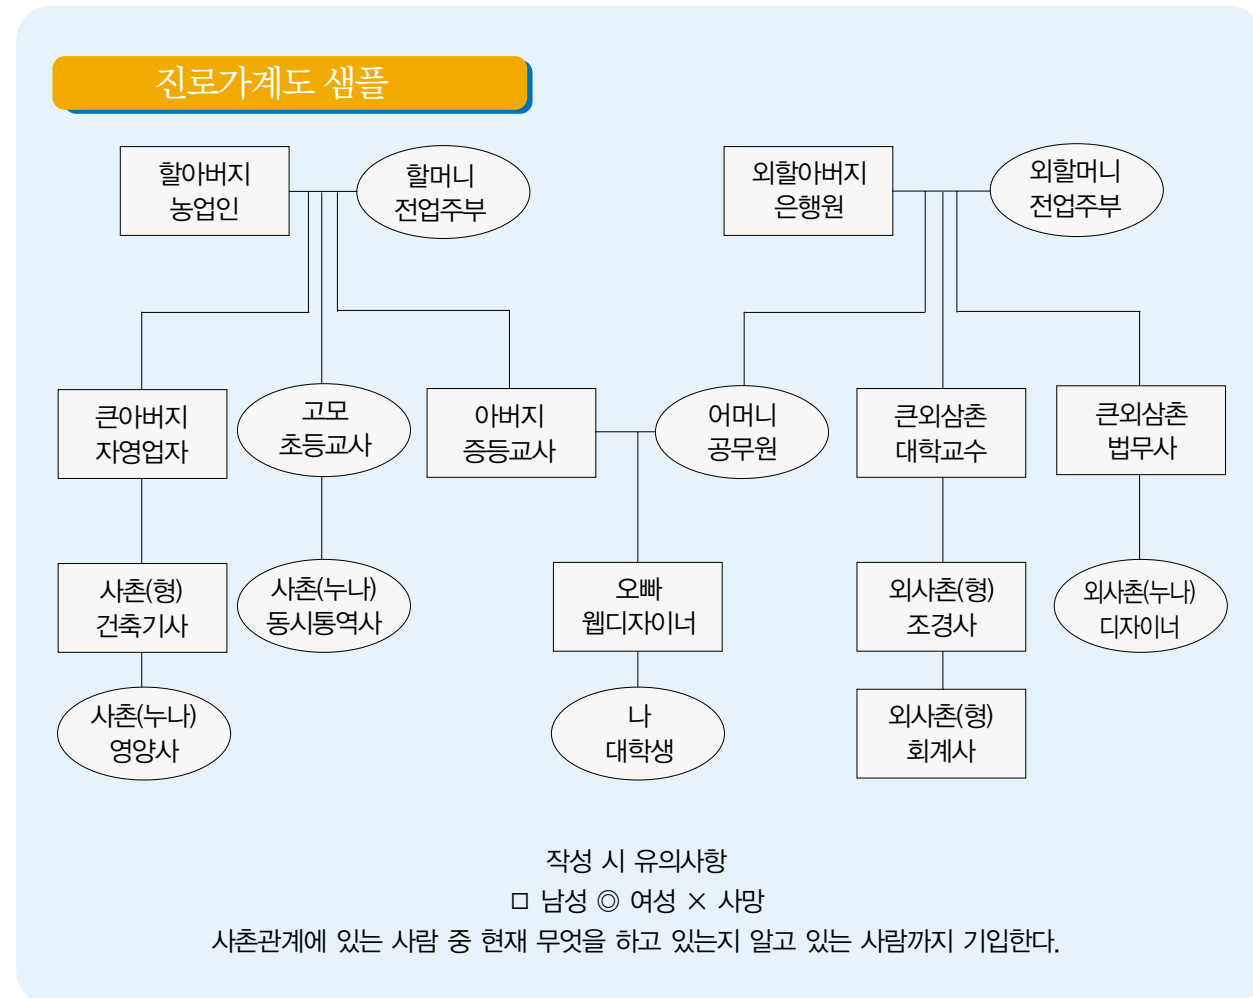 진로가계도 샘플
할아버지
농업인
할머니
전업주부
외할아버지
은행원
외할머니
전업주부
큰아버지
자영업자
고모
초등교사
아버지
증등교사
어머니
공무원
큰외삼촌
대학교수
큰외삼촌
법무사
사촌(형)
건축기사
사촌(누나)
동시통역사
오빠
웹디자이너
외사촌(형)
조경사
외사촌(누나)
디자이너
사촌(누나)
영양사
나
대학생
외사촌(형)
회계사
작성 시 유의사항
□ 남성 ◎ 여성 × 사망
사촌관계에 있는 사람 중 현재 무엇을 하고 있는지 알고 있는 사람까지 기입한다.